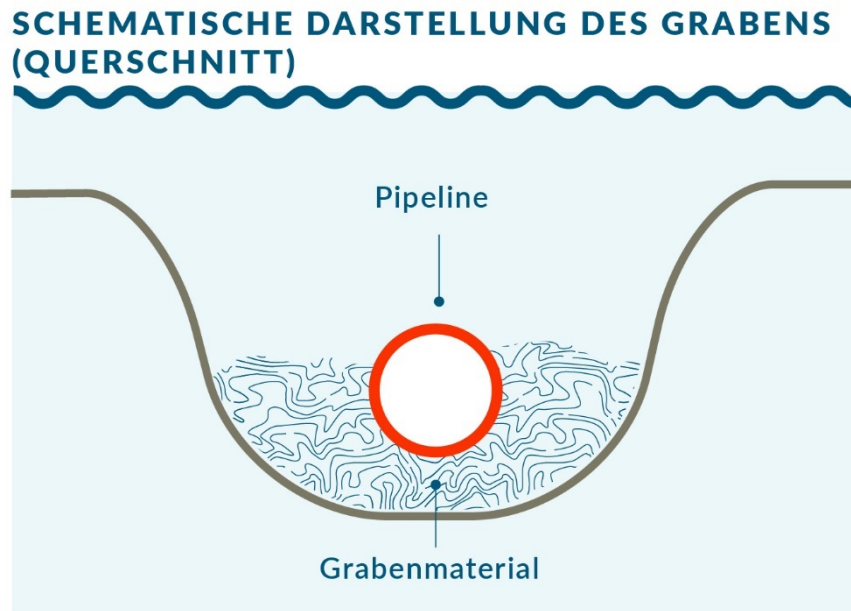 SCHEMATISCHE DARSTELLUNG DES GRABENS
(QUERSCHNITT)
Pipeline
Grabenmaterial